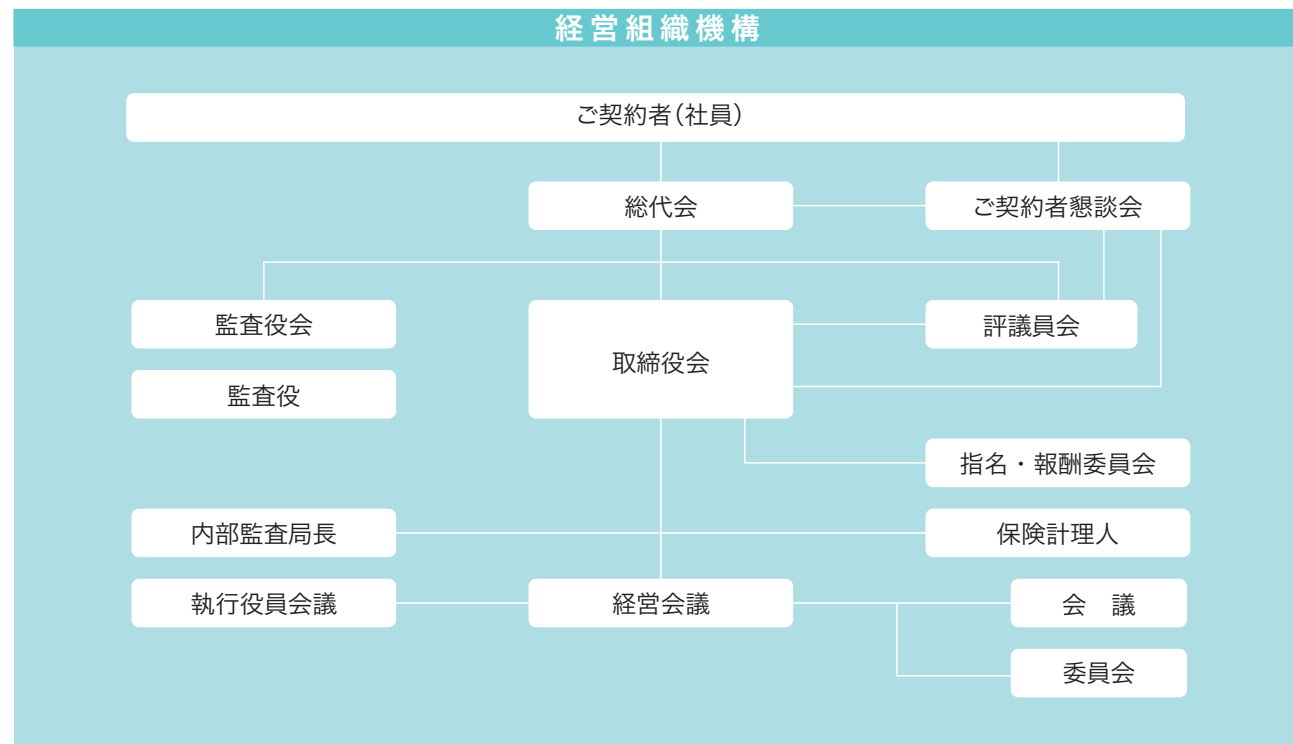 経営組織機構
ご契約者(社員)
総代会
ご契約者懇談会
監査役会
取締役会
評議員会
監査役
指名・報酬委員会
内部監査局長
保険計理人
執行役員会議
経営会議
会　議
委員会